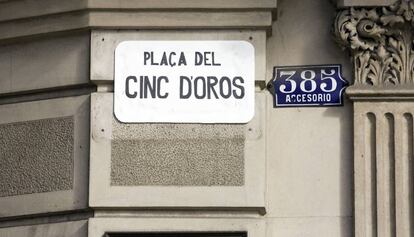 PLAÇA DEL
CINC D'OROS
385
ACCESORIO